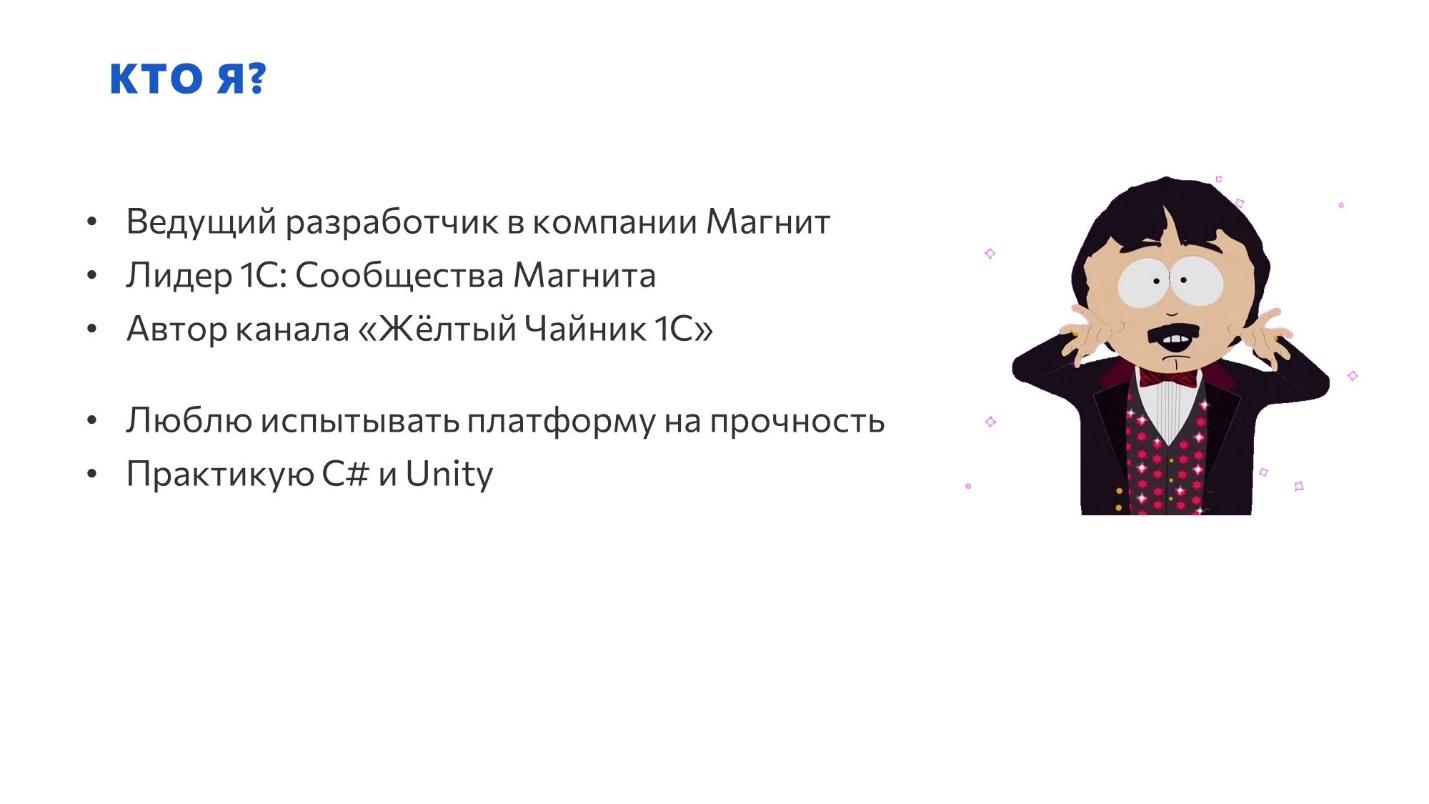 КТО Я?
• Ведущий разработчик в компании Магнит
• Лидер 1С: Сообщества Магнита
• Автор канала «Жёлтый Чайник 1С»
• Люблю испытывать платформу на прочность
• Практикую C# и Unity